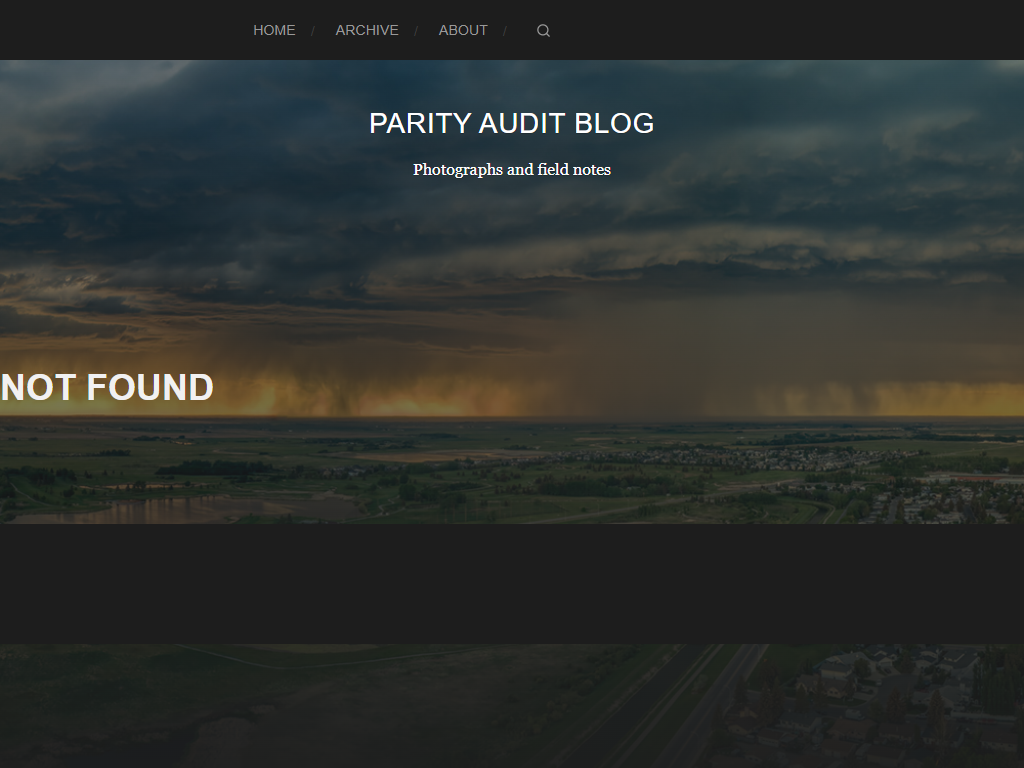 HOME / ARCHIVE / ABOUT /
PARITY AUDIT BLOG
Photographs and field notes
NOT FOUND